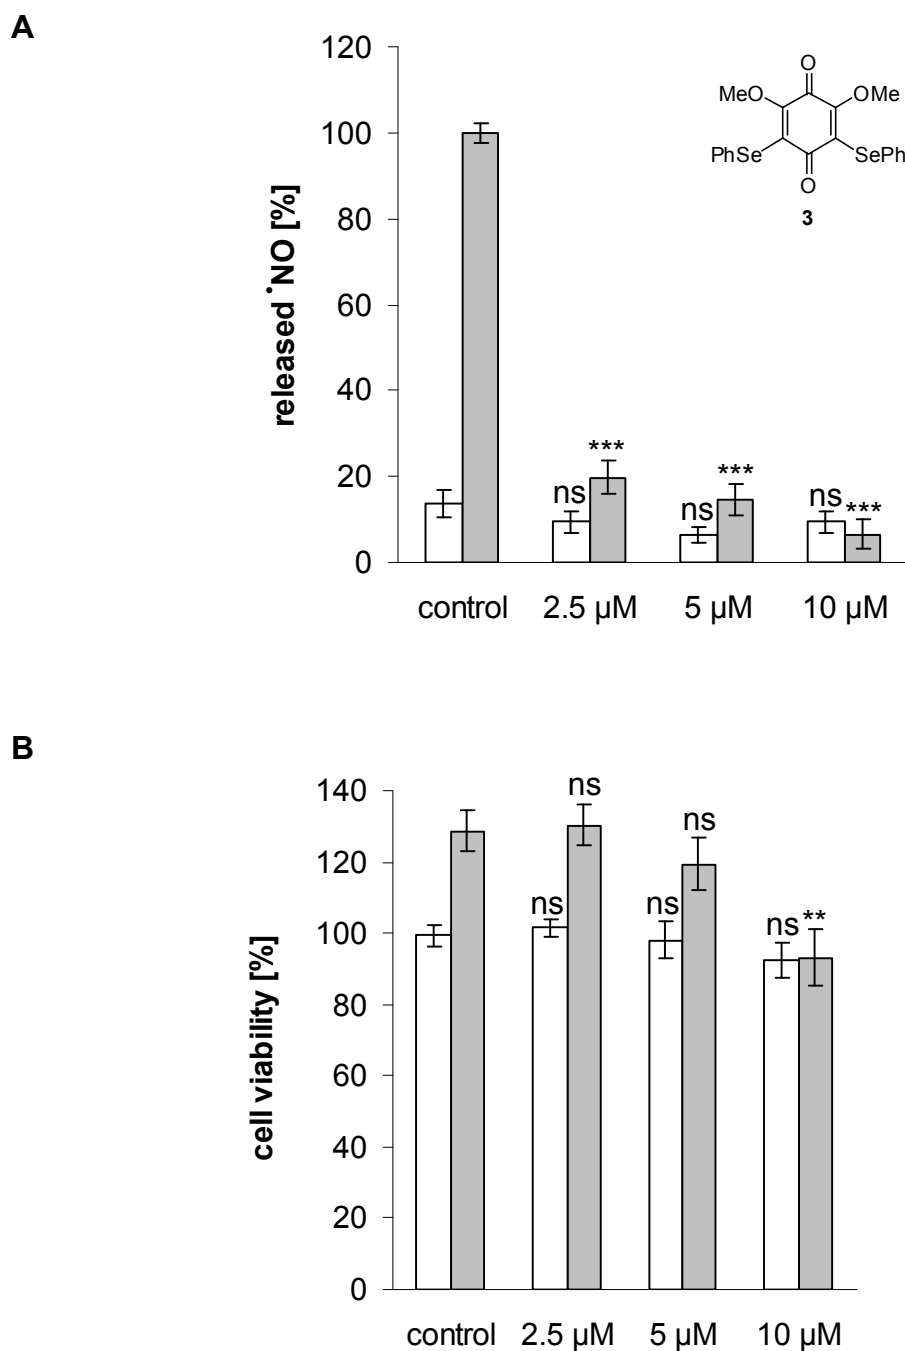 A
released •NO [%]
120
100
80
60
40
20
0
O
MeO
OMe
PhSe
SePh
O
3
***
***
ns
ns
ns
***
control
2.5 µM
5 µM
10 µM
B
cell viability [%]
140
120
100
80
60
40
20
0
ns
ns
ns
ns
ns
**
control
2.5 µM
5 µM
10 µM